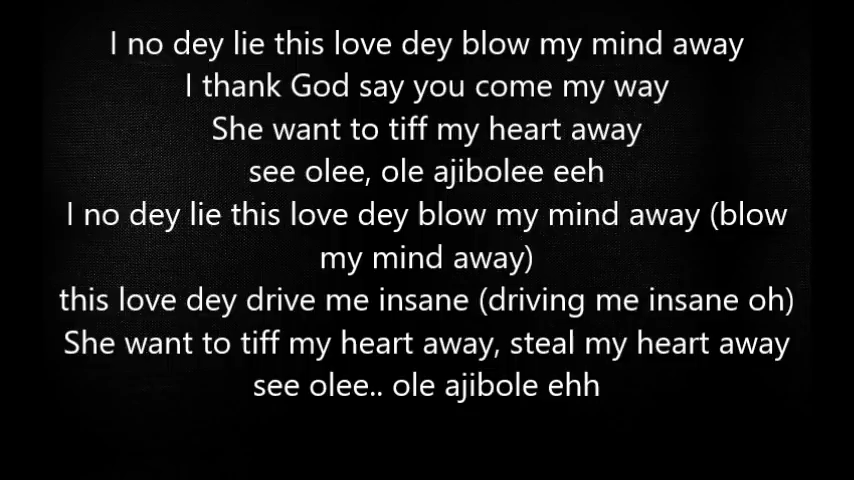 I no dey lie this love dey blow my mind away
I thank God say you come my way
She want to tiff my heart away
see olee, ole ajibolee eeh
I no dey lie this love dey blow my mind away (blow
my mind away)
this love dey drive me insane (driving me insane oh)
She want to tiff my heart away, steal my heart away
see olee.. ole ajibole ehh